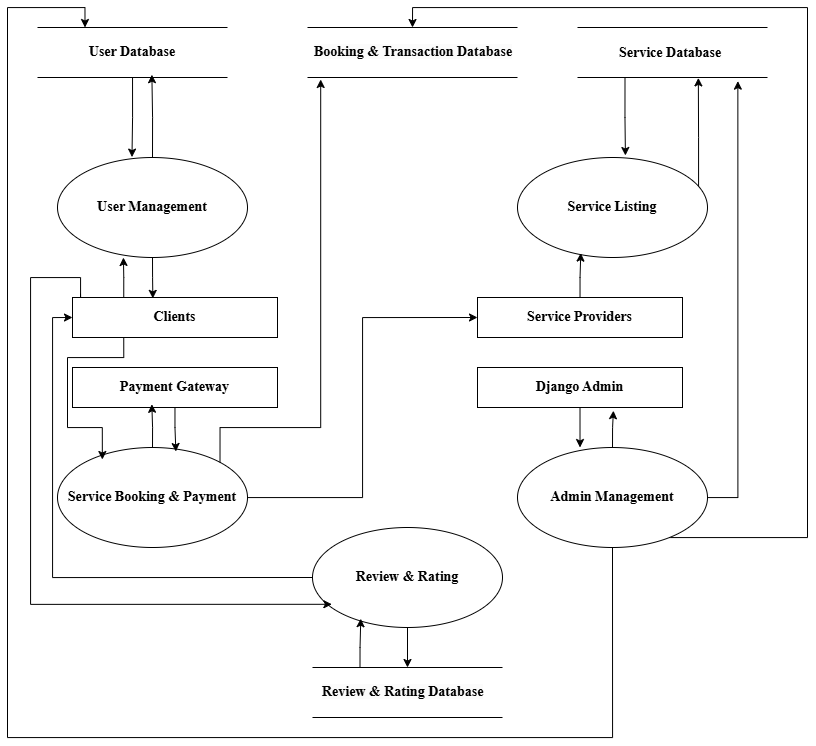 User Database
Booking & Transaction Database
Service Database
User Management
Service Listing
Clients
Service Providers
Payment Gateway
Django Admin
Service Booking & Payment
Admin Management
Review & Rating
Review & Rating Database